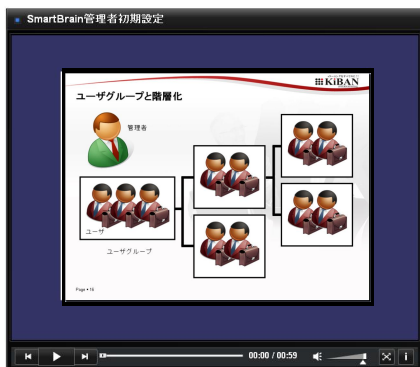 SmartBrain管理者初期設定
KiBAN
ユーザグループと階層化
管理者
ユーザ
ユーザグループ
Page ▪ 16
00:00 / 00:59
i